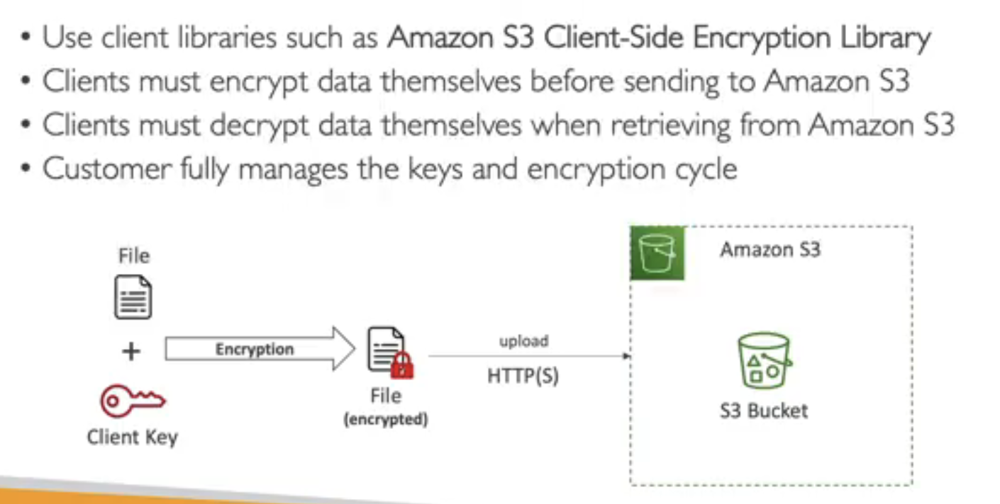 • Use client libraries such as Amazon S3 Client-Side Encryption Library
• Clients must encrypt data themselves before sending to Amazon S3
• Clients must decrypt data themselves when retrieving from Amazon S3
• Customer fully manages the keys and encryption cycle
File
+
Client Key
Encryption
File
(encrypted)
upload
HTTP(S)
Amazon S3
S3 Bucket